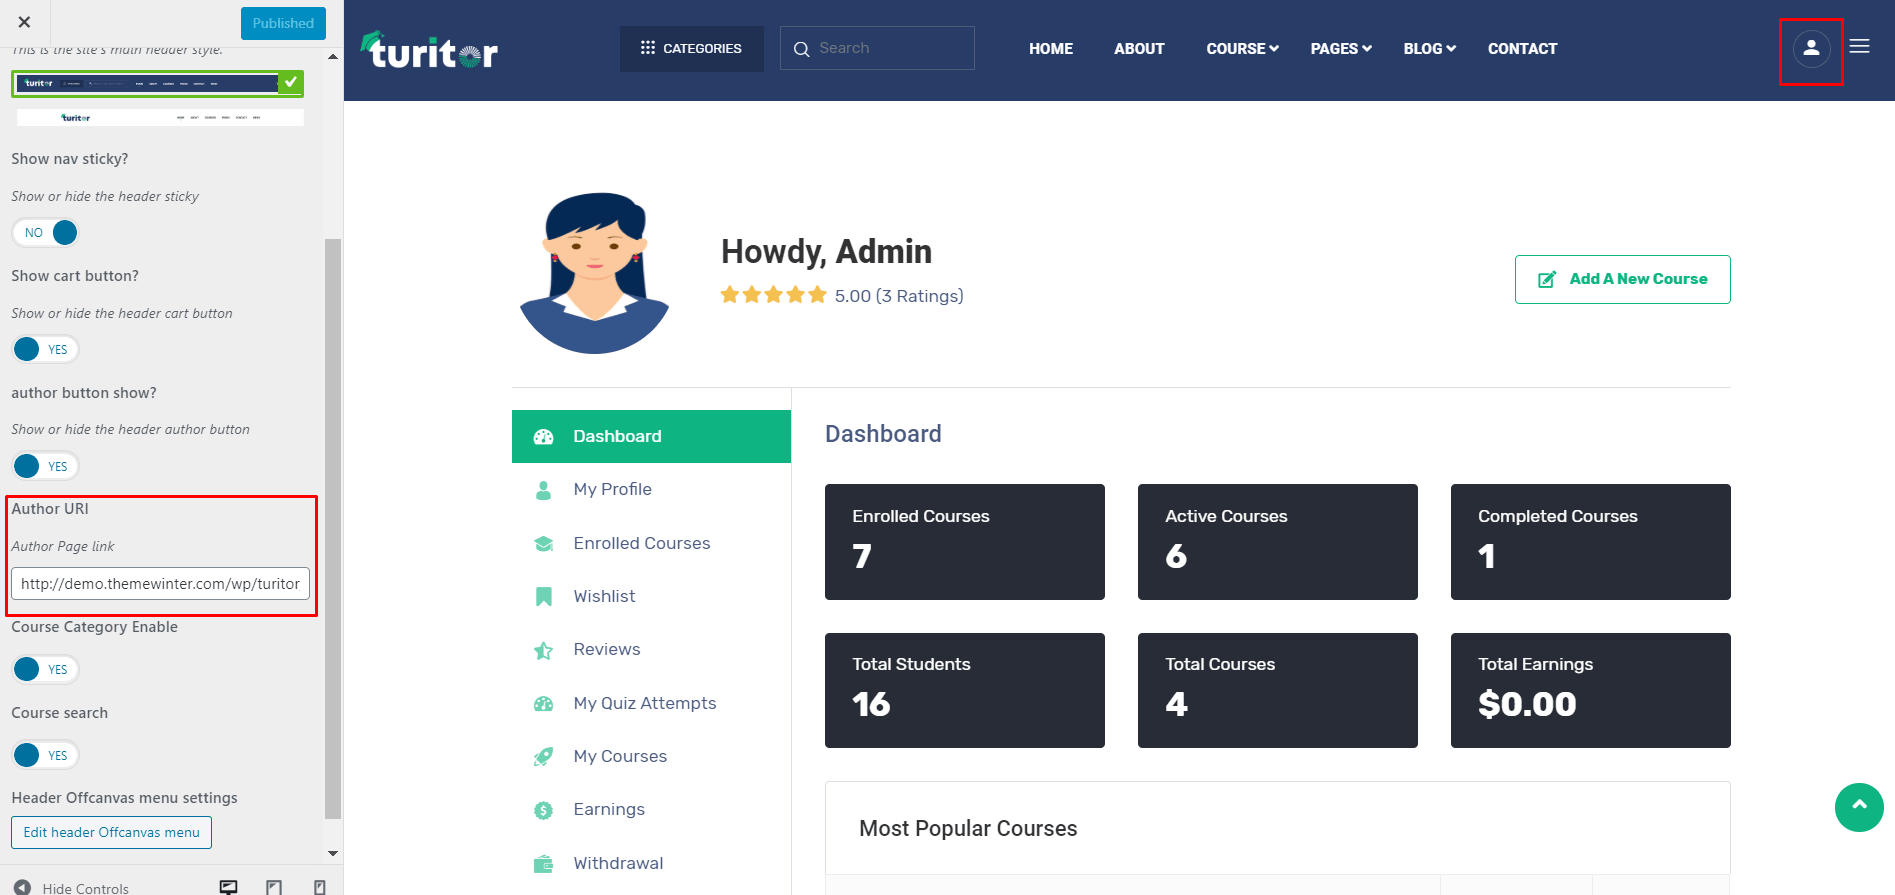 Published
This is the site's main header style.
turitor
turitor
Show nav sticky?
Show or hide the header sticky
NO
Show cart button?
Show or hide the header cart button
YES
author button show?
Show or hide the header author button
YES
Author URI
Author Page link
http://demo.themewinter.com/wp/turitor
Course Category Enable
YES
Course search
YES
Header Offcanvas menu settings
Edit header Offcanvas menu
Hide Controls
turitor
CATEGORIES
Search
HOME ABOUT COURSE PAGES BLOG CONTACT
Howdy, Admin
5.00 (3 Ratings)
Add A New Course
Dashboard
My Profile
Enrolled Courses
Wishlist
Reviews
My Quiz Attempts
My Courses
Earnings
Withdrawal
Dashboard
Enrolled Courses
7
Active Courses
6
Completed Courses
1
Total Students
16
Total Courses
4
Total Earnings
$0.00
Most Popular Courses